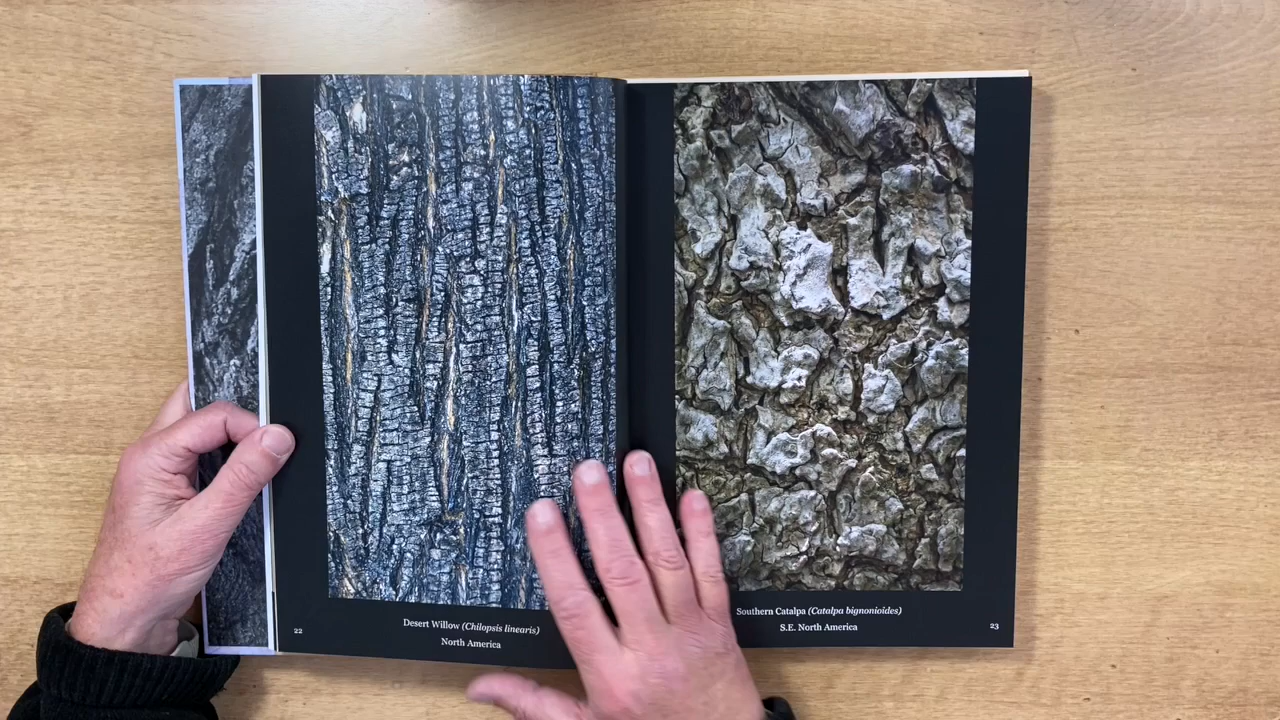 Desert Willow (Chilopsis linearis)
North America
22
Southern Catalpa (Catalpa bignonioides)
S.E. North America
23